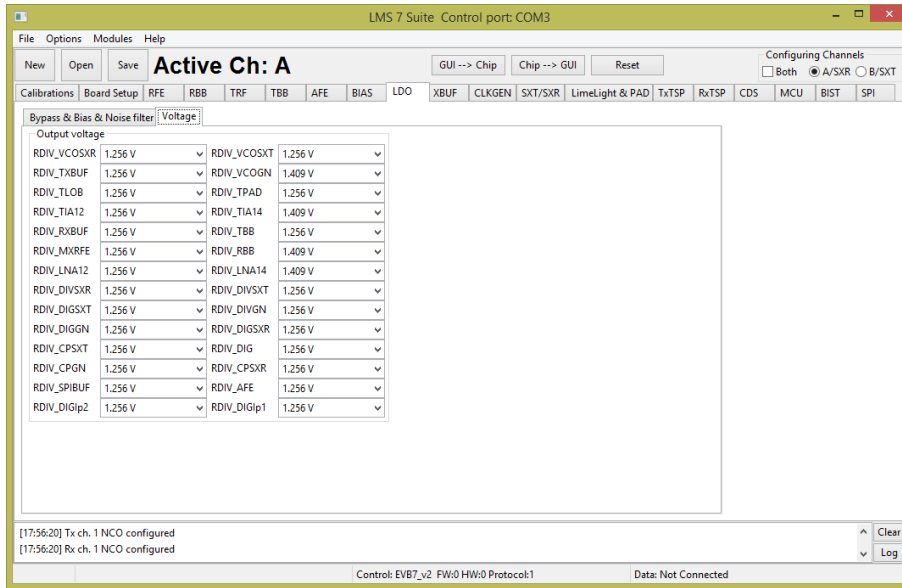 LMS 7 Suite Control port: COM3
File Options Modules Help
New Open Save Active Ch: A GUI --> Chip Chip --> GUI Reset Configuring Channels
Both A/SXR B/SXT
Calibrations Board Setup RFE RBB TRF TBB AFE BIAS LDO XBUF CLKGEN SXT/SXR LimeLight & PAD TxTSP RxTSP CDS MCU BIST SPI
Bypass & Bias & Noise filter Voltage
Output voltage
RDIV_VCOSXR 1.256 V RDIV_VCOSXT 1.256 V
RDIV_TXBUF 1.256 V RDIV_VCOGN 1.409 V
RDIV_TLOB 1.256 V RDIV_TPAD 1.256 V
RDIV_TIA12 1.256 V RDIV_TIA14 1.409 V
RDIV_RXBUF 1.256 V RDIV_TBB 1.256 V
RDIV_MXRFE 1.256 V RDIV_RBB 1.409 V
RDIV_LNA12 1.256 V RDIV_LNA14 1.409 V
RDIV_DIVSXR 1.256 V RDIV_DIVSXT 1.256 V
RDIV_DIGSXT 1.256 V RDIV_DIVGN 1.256 V
RDIV_DIGGN 1.256 V RDIV_DIGSXR 1.256 V
RDIV_CPSXT 1.256 V RDIV_DIG 1.256 V
RDIV_CPGN 1.256 V RDIV_CPSXR 1.256 V
RDIV_SPIBUF 1.256 V RDIV_AFE 1.256 V
RDIV_DIGIp2 1.256 V RDIV_DIGIp1 1.256 V
[17:56:20] Tx ch. 1 NCO configured Clear
[17:56:20] Rx ch. 1 NCO configured Log
Control: EVB7_v2 FW:0 HW:0 Protocol:1 Data: Not Connected